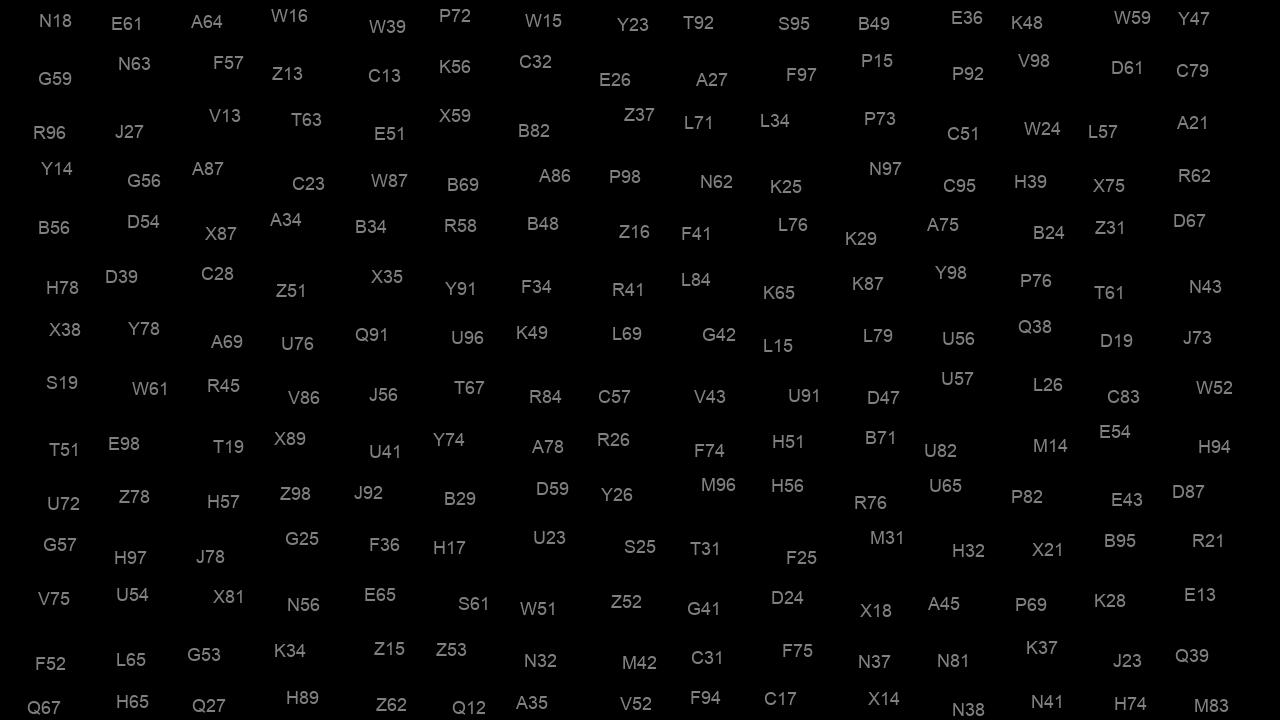 N18 E61 A64 W16 W39 P72 W15 Y23 T92 S95 B49 E36 K48 W59 Y47
G59 N63 F57 Z13 C13 K56 C32 E26 A27 F97 P15 P92 V98 D61 C79
R96 J27 V13 T63 E51 X59 B82 Z37 L71 L34 P73 C51 W24 L57 A21
Y14 G56 A87 C23 W87 B69 A86 P98 N62 K25 N97 C95 H39 X75 R62
B56 D54 X87 A34 B34 R58 B48 Z16 F41 L76 K29 A75 B24 Z31 D67
H78 D39 C28 Z51 X35 Y91 F34 R41 L84 K65 K87 Y98 P76 T61 N43
X38 Y78 A69 U76 Q91 U96 K49 L69 G42 L15 L79 U56 Q38 D19 J73
S19 W61 R45 V86 J56 T67 R84 C57 V43 U91 D47 U57 L26 C83 W52
T51 E98 T19 X89 U41 Y74 A78 R26 F74 H51 B71 U82 M14 E54 H94
U72 Z78 H57 Z98 J92 B29 D59 Y26 M96 H56 R76 U65 P82 E43 D87
G57 H97 J78 G25 F36 H17 U23 S25 T31 F25 M31 H32 X21 B95 R21
V75 U54 X81 N56 E65 S61 W51 Z52 G41 D24 X18 A45 P69 K28 E13
F52 L65 G53 K34 Z15 Z53 N32 M42 C31 F75 N37 N81 K37 J23 Q39
Q67 H65 Q27 H89 Z62 Q12 A35 V52 F94 C17 X14 N38 N41 H74 M83